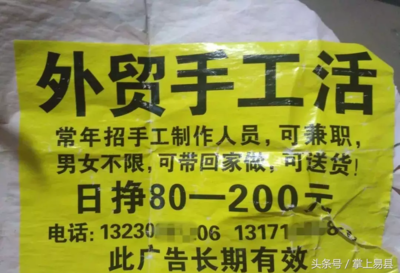 外贸手工活
常年招手工制作人员,可兼职,
男女不限,可带回家做,可送货!
日挣80—200元
电话:13230 06 13171
此广告长期有效
头条号/掌上易县